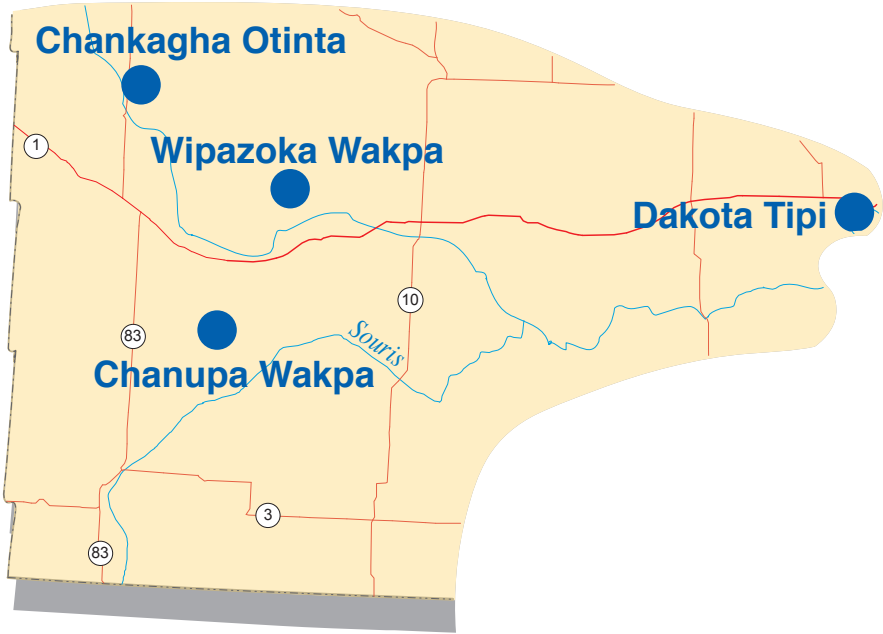 Chankagha Otinta
1
Wipazoka Wakpa
Dakota Tipi
10
83
Souris
Chanupa Wakpa
3
83